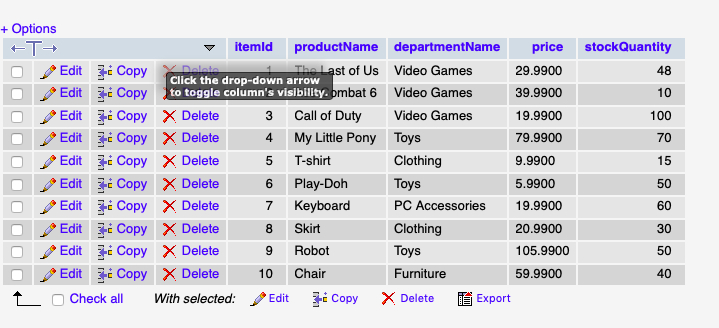 + Options
itemId productName departmentName price stockQuantity
Edit Copy Delete 1 The Last of Us Video Games 29.9900 48
Click the drop-down arrow
to toggle column's visibility.
Edit Copy Combat 6 Video Games 39.9900 10
Edit Copy Delete 3 Call of Duty Video Games 19.9900 100
Edit Copy Delete 4 My Little Pony Toys 79.9900 70
Edit Copy Delete 5 T-shirt Clothing 9.9900 15
Edit Copy Delete 6 Play-Doh Toys 5.9900 50
Edit Copy Delete 7 Keyboard PC Accessories 19.9900 60
Edit Copy Delete 8 Skirt Clothing 20.9900 30
Edit Copy Delete 9 Robot Toys 105.9900 50
Edit Copy Delete 10 Chair Furniture 59.9900 40
Check all With selected: Edit Copy Delete Export